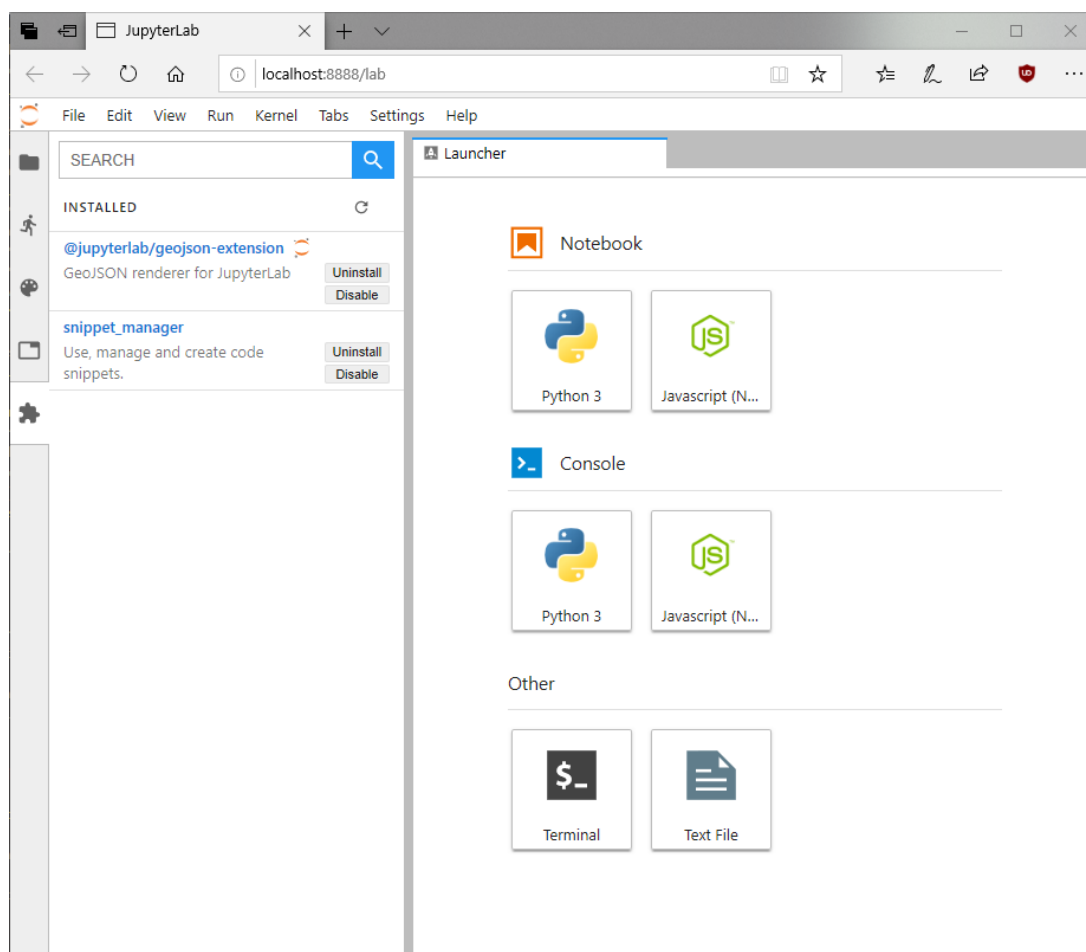 JupyterLab
localhost:8888/lab
File Edit View Run Kernel Tabs Settings Help
SEARCH
INSTALLED
@jupyterlab/geojson-extension
GeoJSON renderer for JupyterLab
Uninstall
Disable
snippet_manager
Use, manage and create code
snippets.
Uninstall
Disable
Launcher
Notebook
Python 3
JS
Javascript (N...
Console
Python 3
JS
Javascript (N...
Other
$_
Terminal
Text File